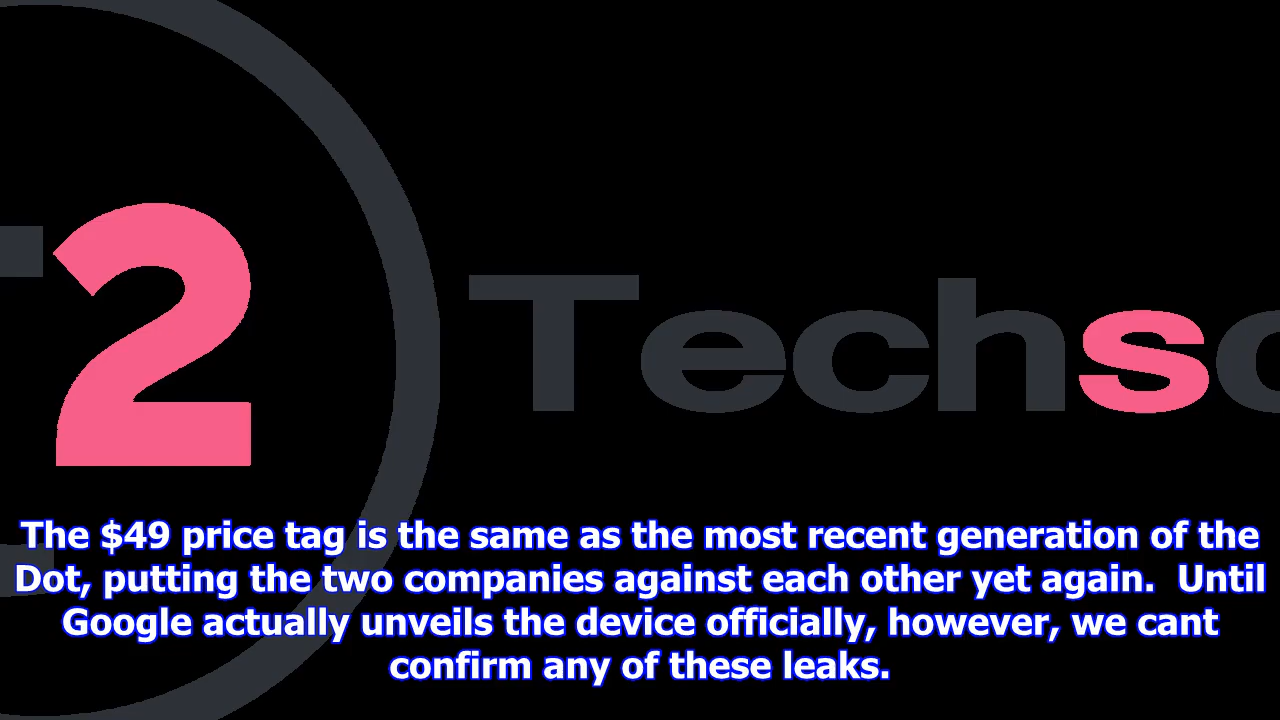 2
Techs
The $49 price tag is the same as the most recent generation of the
Dot, putting the two companies against each other yet again.  Until
Google actually unveils the device officially, however, we cant
confirm any of these leaks.